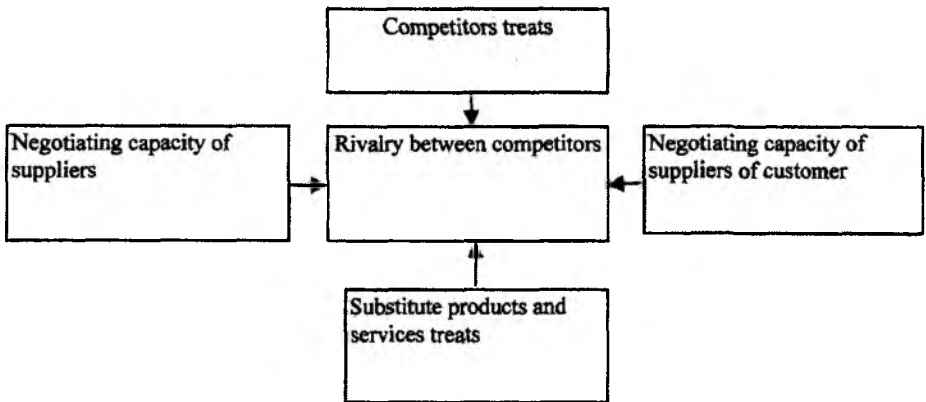 Competitors treats
Negotiating capacity of
suppliers
Rivalry between competitors
Negotiating capacity of
suppliers of customer
Substitute products and
services treats